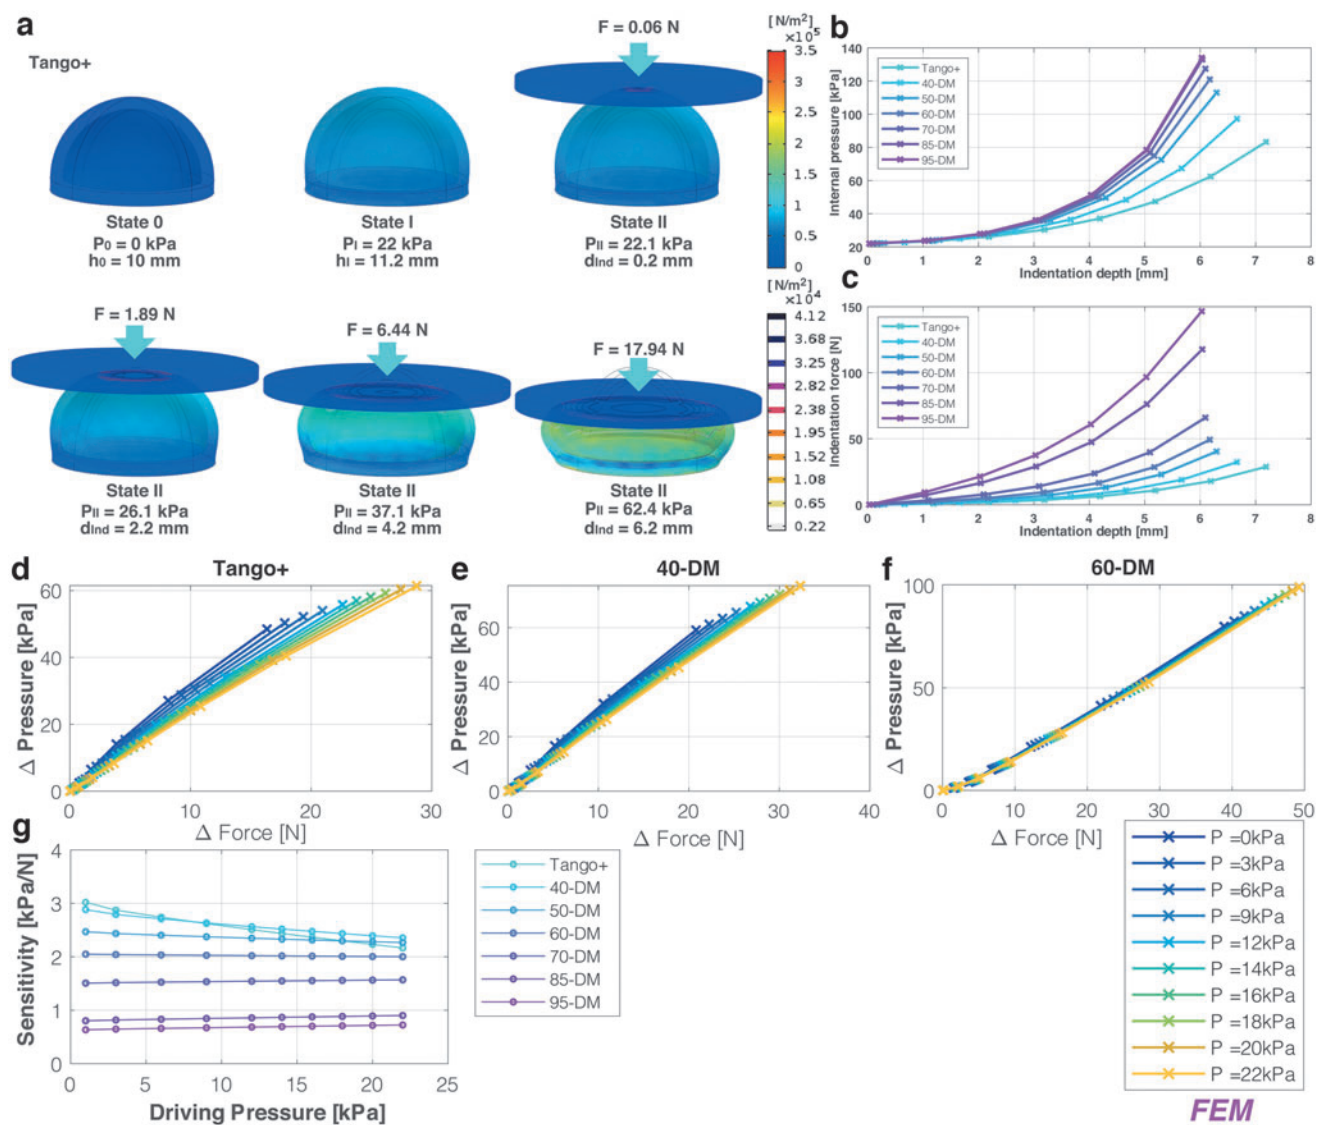 a
Tango+
State 0
P0 = 0 kPa
h0 = 10 mm
State I
PI = 22 kPa
hI = 11.2 mm
F = 0.06 N
State II
PII = 22.1 kPa
dInd = 0.2 mm
[N/m²]
×10⁵
3.5
3
2.5
2
1.5
1
0.5
0
F = 1.89 N
State II
PII = 26.1 kPa
dInd = 2.2 mm
F = 6.44 N
State II
PII = 37.1 kPa
dInd = 4.2 mm
F = 17.94 N
State II
PII = 62.4 kPa
dInd = 6.2 mm
[N/m²]
×10⁴
4.12
3.68
3.25
2.82
2.38
1.95
1.52
1.08
0.65
0.22
b
Internal pressure [kPa]
140
120
100
80
60
40
20
Tango+
40-DM
50-DM
60-DM
70-DM
85-DM
95-DM
0 1 2 3 4 5 6 7 8
Indentation depth [mm]
c
Indentation force [N]
150
100
50
0
Tango+
40-DM
50-DM
60-DM
70-DM
85-DM
95-DM
0 1 2 3 4 5 6 7 8
Indentation depth [mm]
d
Tango+
Δ Pressure [kPa]
60
40
20
0
0 10 20 30
Δ Force [N]
e
40-DM
Δ Pressure [kPa]
60
40
20
0
0 10 20 30 40
Δ Force [N]
f
60-DM
Δ Pressure [kPa]
100
50
0
0 10 20 30 40 50
Δ Force [N]
g
Sensitivity [kPa/N]
4
3
2
1
0
0 5 10 15 20 25
Driving Pressure [kPa]
Tango+
40-DM
50-DM
60-DM
70-DM
85-DM
95-DM
P =0kPa
P =3kPa
P =6kPa
P =9kPa
P =12kPa
P =14kPa
P =16kPa
P =18kPa
P =20kPa
P =22kPa
FEM